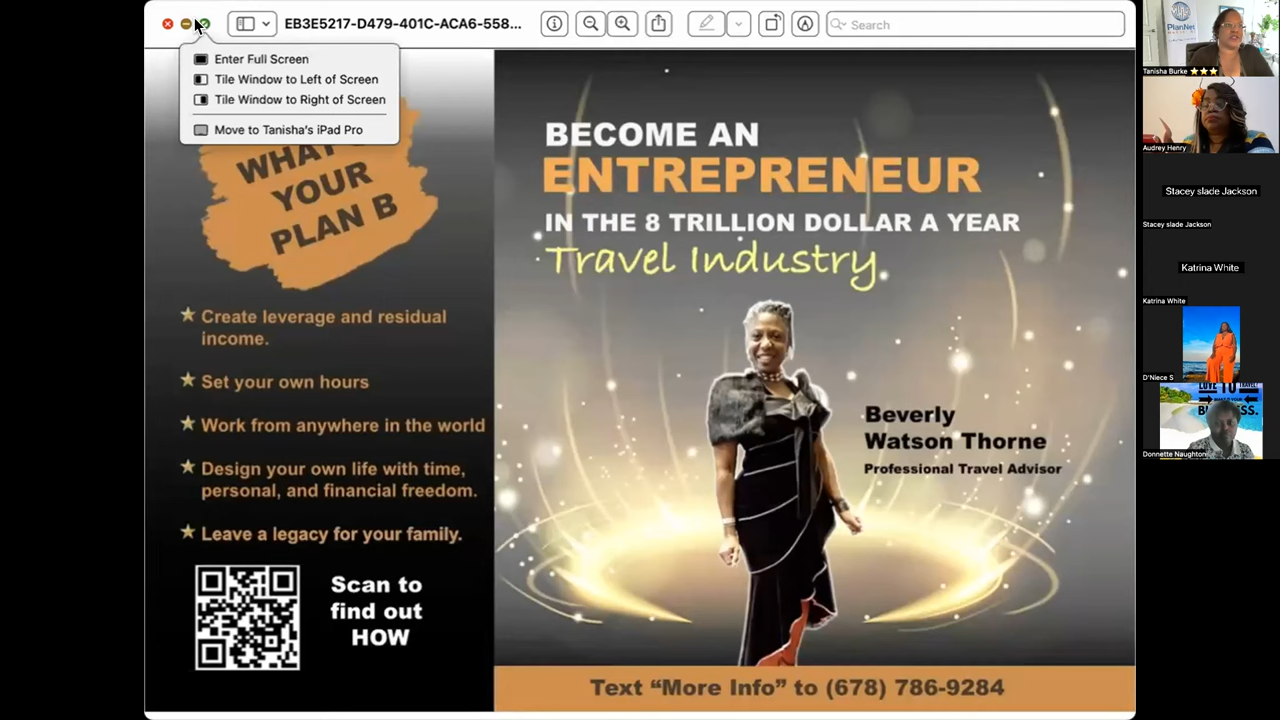 EB3E5217-D479-401C-ACA6-558...
Search
Enter Full Screen
Tile Window to Left of Screen
Tile Window to Right of Screen
Move to Tanisha's iPad Pro
YOUR
PLAN B
Create leverage and residual
income.
Set your own hours
Work from anywhere in the world
Design your own life with time,
personal, and financial freedom.
Leave a legacy for your family.
Scan to
find out
HOW
BECOME AN
ENTREPRENEUR
IN THE 8 TRILLION DOLLAR A YEAR
Travel Industry
Beverly
Watson Thorne
Professional Travel Advisor
Text “More Info” to (678) 786-9284
PlanNet
Tanisha Burke ⭐⭐⭐
Audrey Henry
Stacey slade Jackson
Stacey slade Jackson
Katrina White
Katrina White
D'Niece S
Donnette Naughton